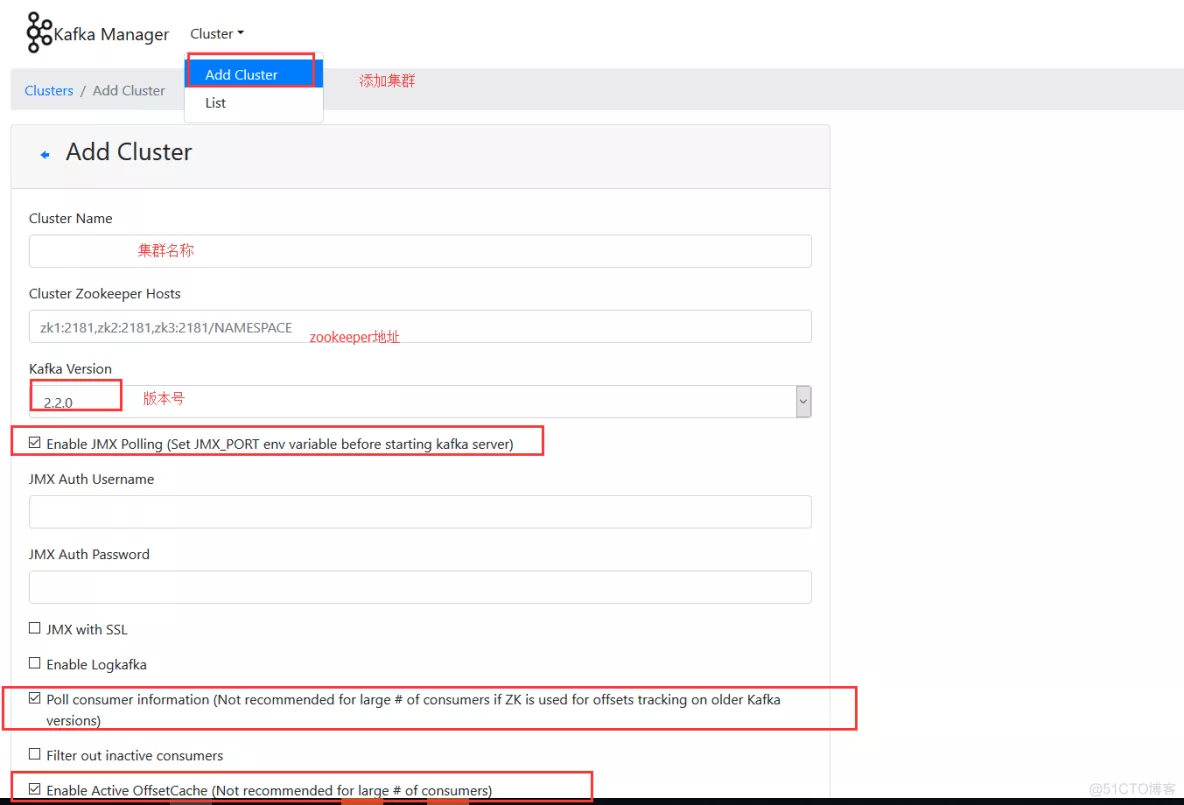 Kafka Manager Cluster
Add Cluster 添加集群
Clusters / Add Cluster
List
Add Cluster
Cluster Name
集群名称
Cluster Zookeeper Hosts
zk1:2181,zk2:2181,zk3:2181/NAMESPACE zookeeper地址
Kafka Version
2.2.0 版本号
Enable JMX Polling (Set JMX_PORT env variable before starting kafka server)
JMX Auth Username
JMX Auth Password
JMX with SSL
Enable Logkafka
Poll consumer information (Not recommended for large # of consumers if ZK is used for offsets tracking on older Kafka
versions)
Filter out inactive consumers
Enable Active OffsetCache (Not recommended for large # of consumers)
@51CTO博客